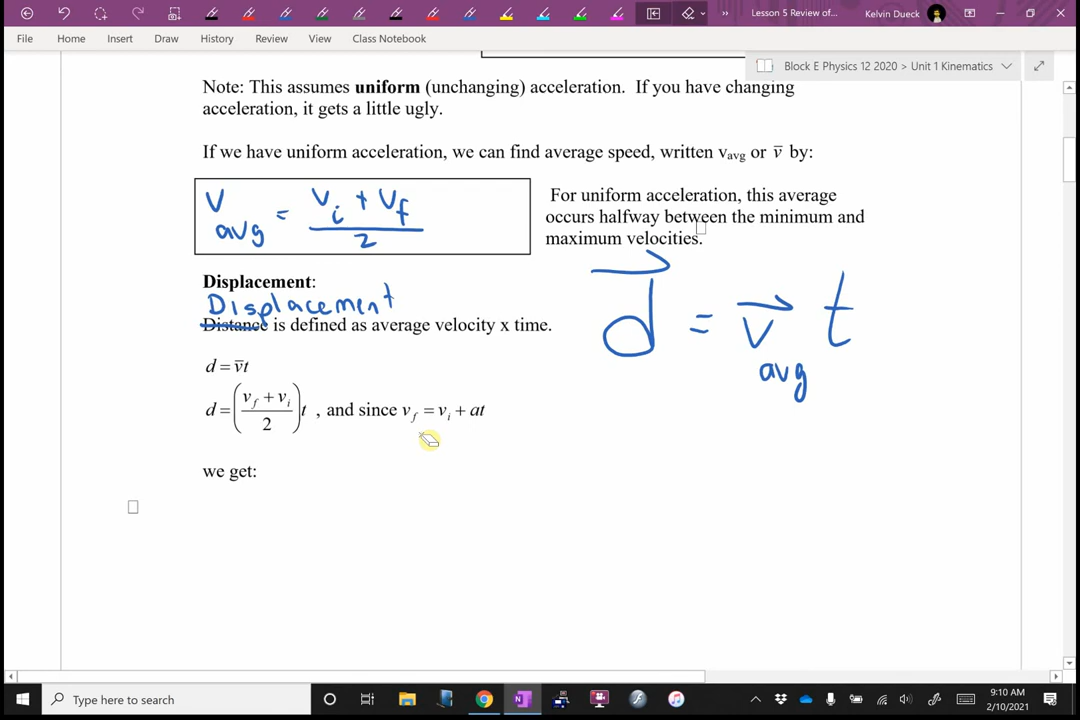 Lesson 5 Review of...
Kelvin Dueck
File Home Insert Draw History Review View Class Notebook
Block E Physics 12 2020 > Unit 1 Kinematics
Note: This assumes uniform (unchanging) acceleration. If you have changing
acceleration, it gets a little ugly.
If we have uniform acceleration, we can find average speed, written vavg or v̄ by:
v avg = (vi + vf) / 2
For uniform acceleration, this average
occurs halfway between the minimum and
maximum velocities.
Displacement:
Displacement
Distance is defined as average velocity x time.
d⃗ = v⃗ avg t
d = v̄t
d = ((vf + vi) / 2) t , and since vf = vi + at
we get:
Type here to search
9:10 AM
2/10/2021